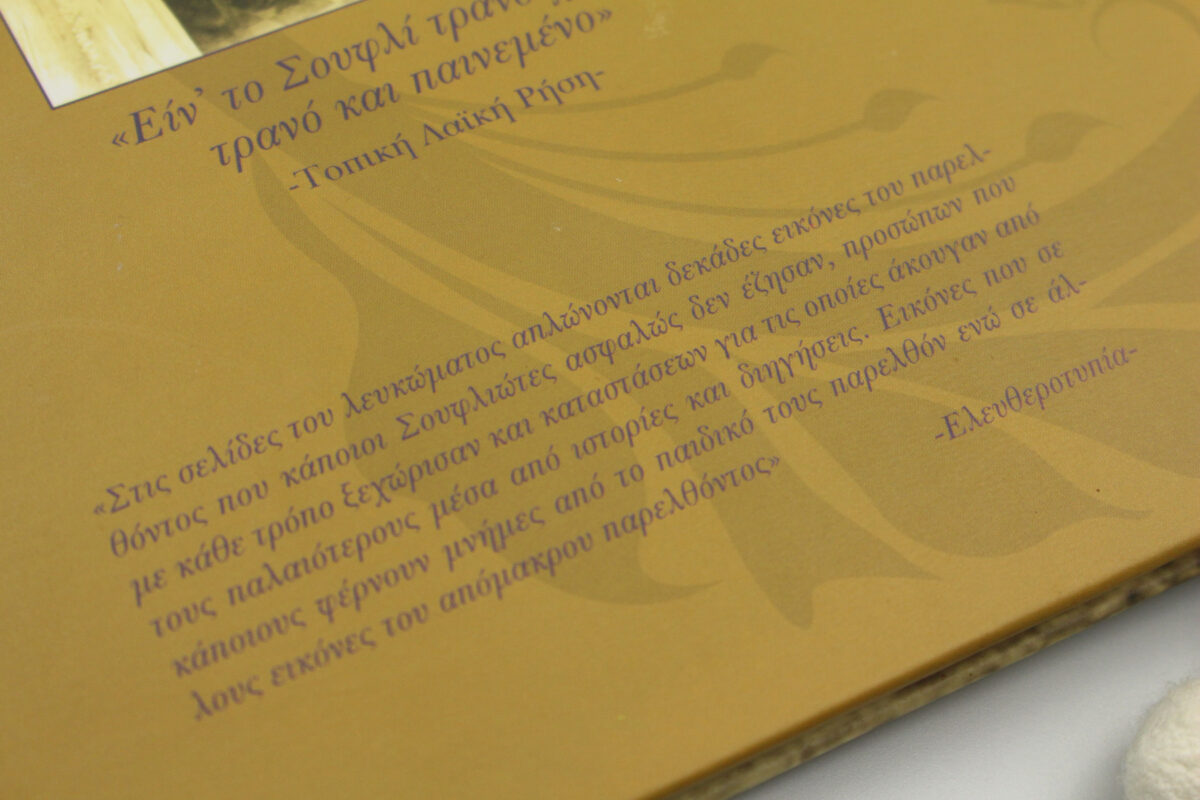 «Είν' το Σουφλί τρανό
τρανό και παινεμένο»
-Τοπική Λαϊκή Ρήση-
«Στις σελίδες του λευκώματος απλώνονται δεκάδες εικόνες του παρελ-
θόντος που κάποιοι Σουφλιώτες ασφαλώς δεν έζησαν, προσώπων που
με κάθε τρόπο ξεχώρισαν και καταστάσεων για τις οποίες άκουγαν από
τους παλαιότερους μέσα από ιστορίες και διηγήσεις. Εικόνες που σε
κάποιους φέρνουν μνήμες από το παιδικό τους παρελθόν ενώ σε άλ-
λους εικόνες του απόμακρου παρελθόντος»
-Ελευθεροτυπία-